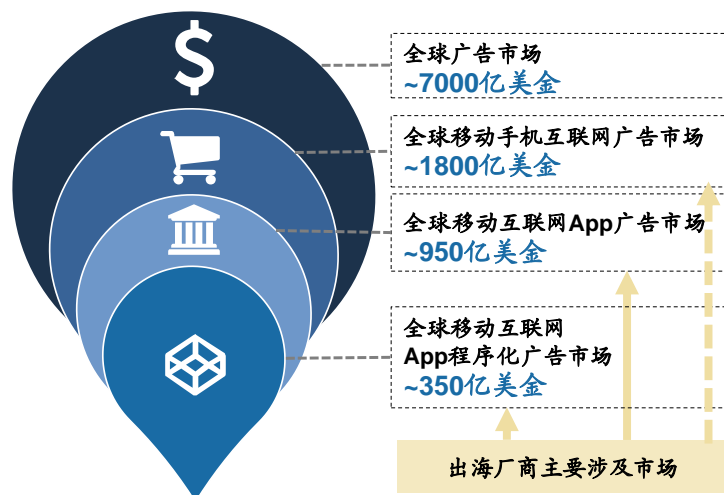 $
全球广告市场
~7000亿美金
全球移动手机互联网广告市场
~1800亿美金
全球移动互联网App广告市场
~950亿美金
全球移动互联网
App程序化广告市场
~350亿美金
出海厂商主要涉及市场